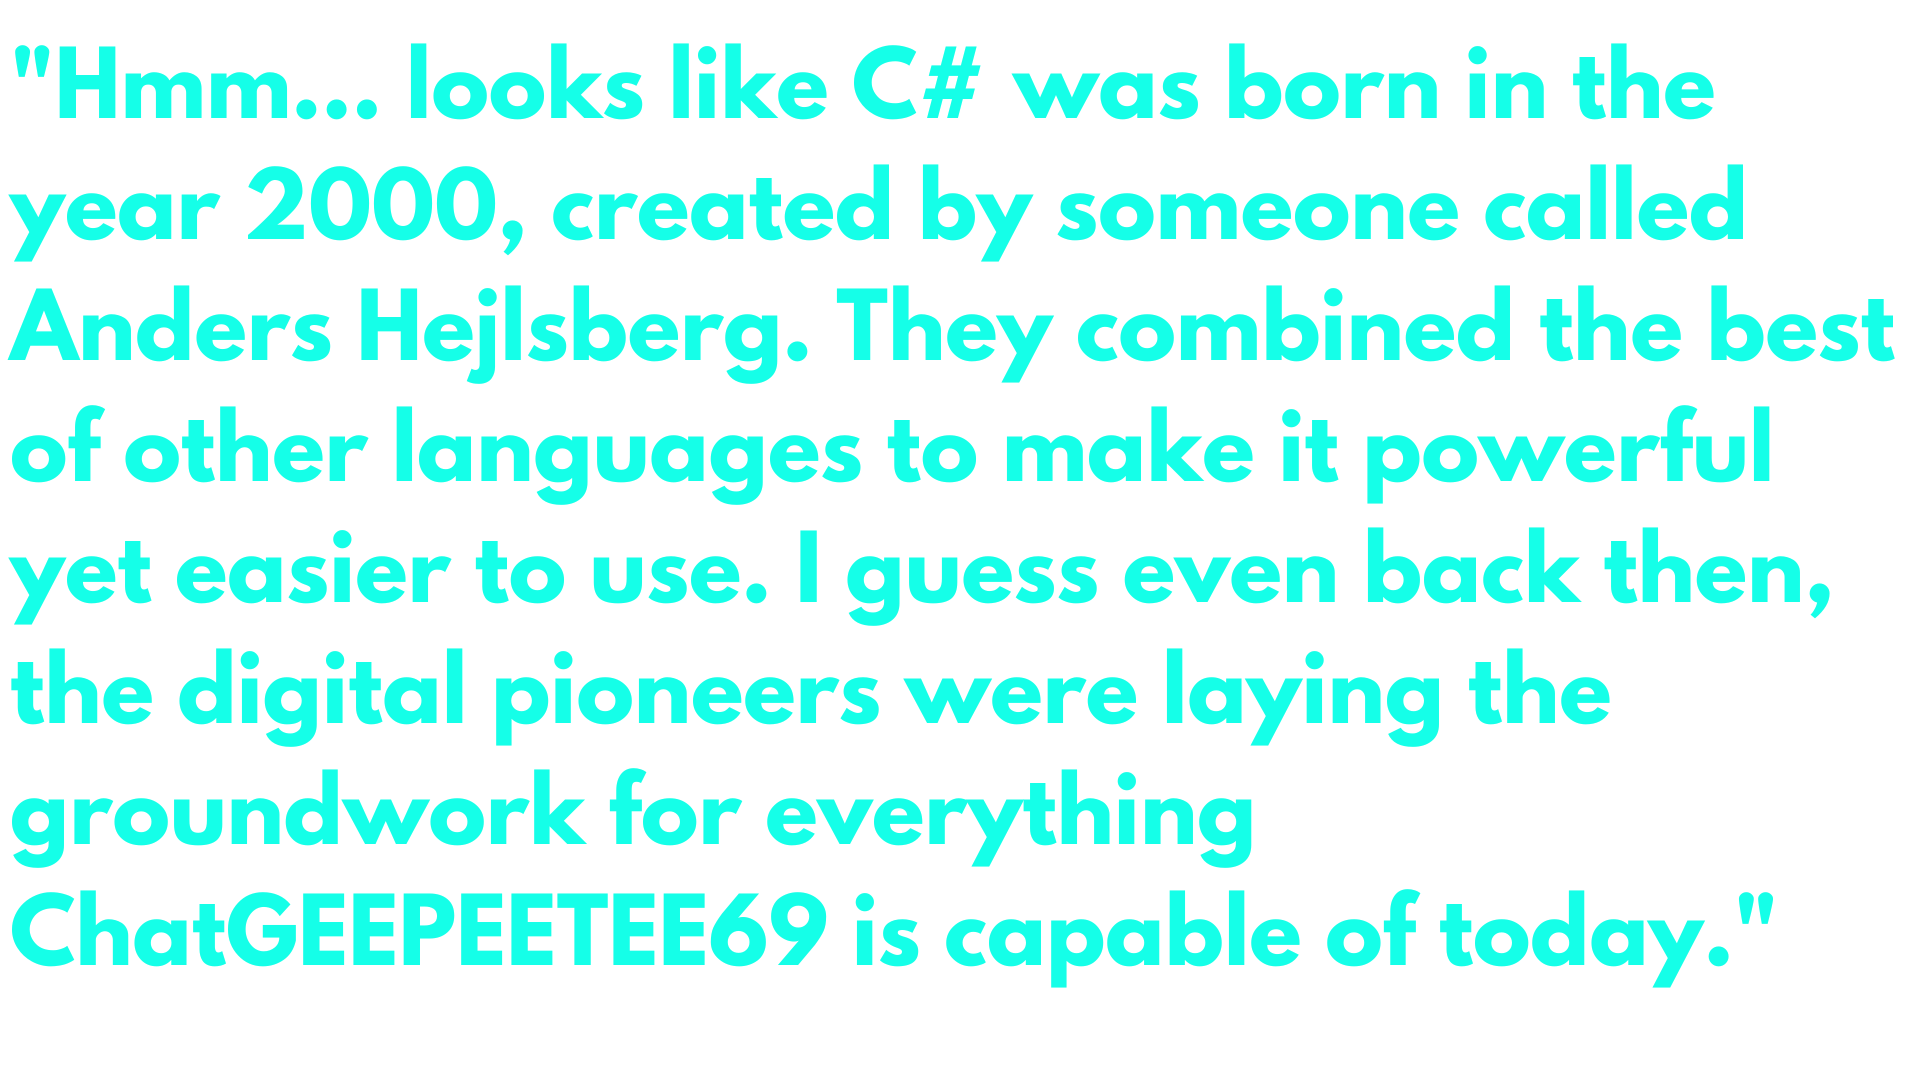 "Hmm... looks like C# was born in the
year 2000, created by someone called
Anders Hejlsberg. They combined the best
of other languages to make it powerful
yet easier to use. I guess even back then,
the digital pioneers were laying the
groundwork for everything
ChatGEEPEETEE69 is capable of today."